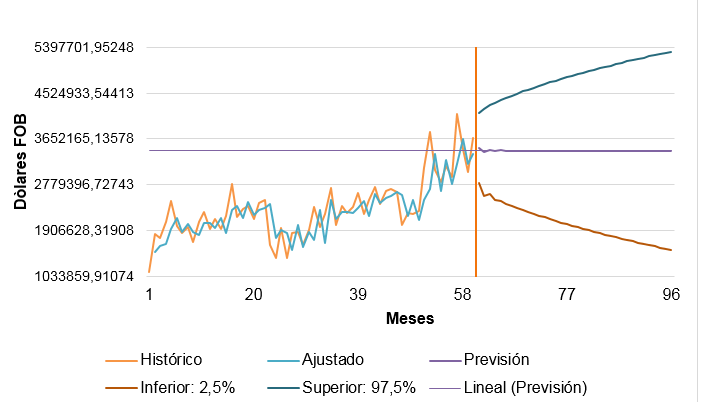 5397701,95248
4524933,54413
3652165,13578
2779396,72743
1906628,31908
1033859,91074
Dòlares FOB
1 20 39 58 77 96
Meses
Histórico Ajustado Previsión
Inferior: 2,5% Superior: 97,5% Lineal (Previsión)